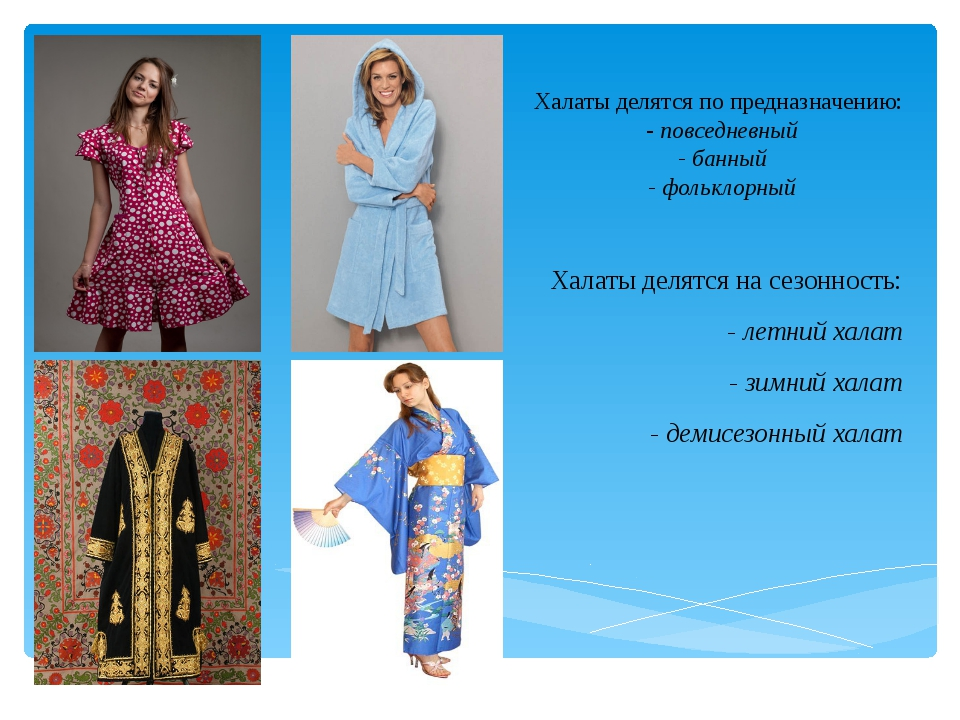 Халаты делятся по предназначению:
- повседневный
- банный
- фольклорный
Халаты делятся на сезонность:
- летний халат
- зимний халат
- демисезонный халат